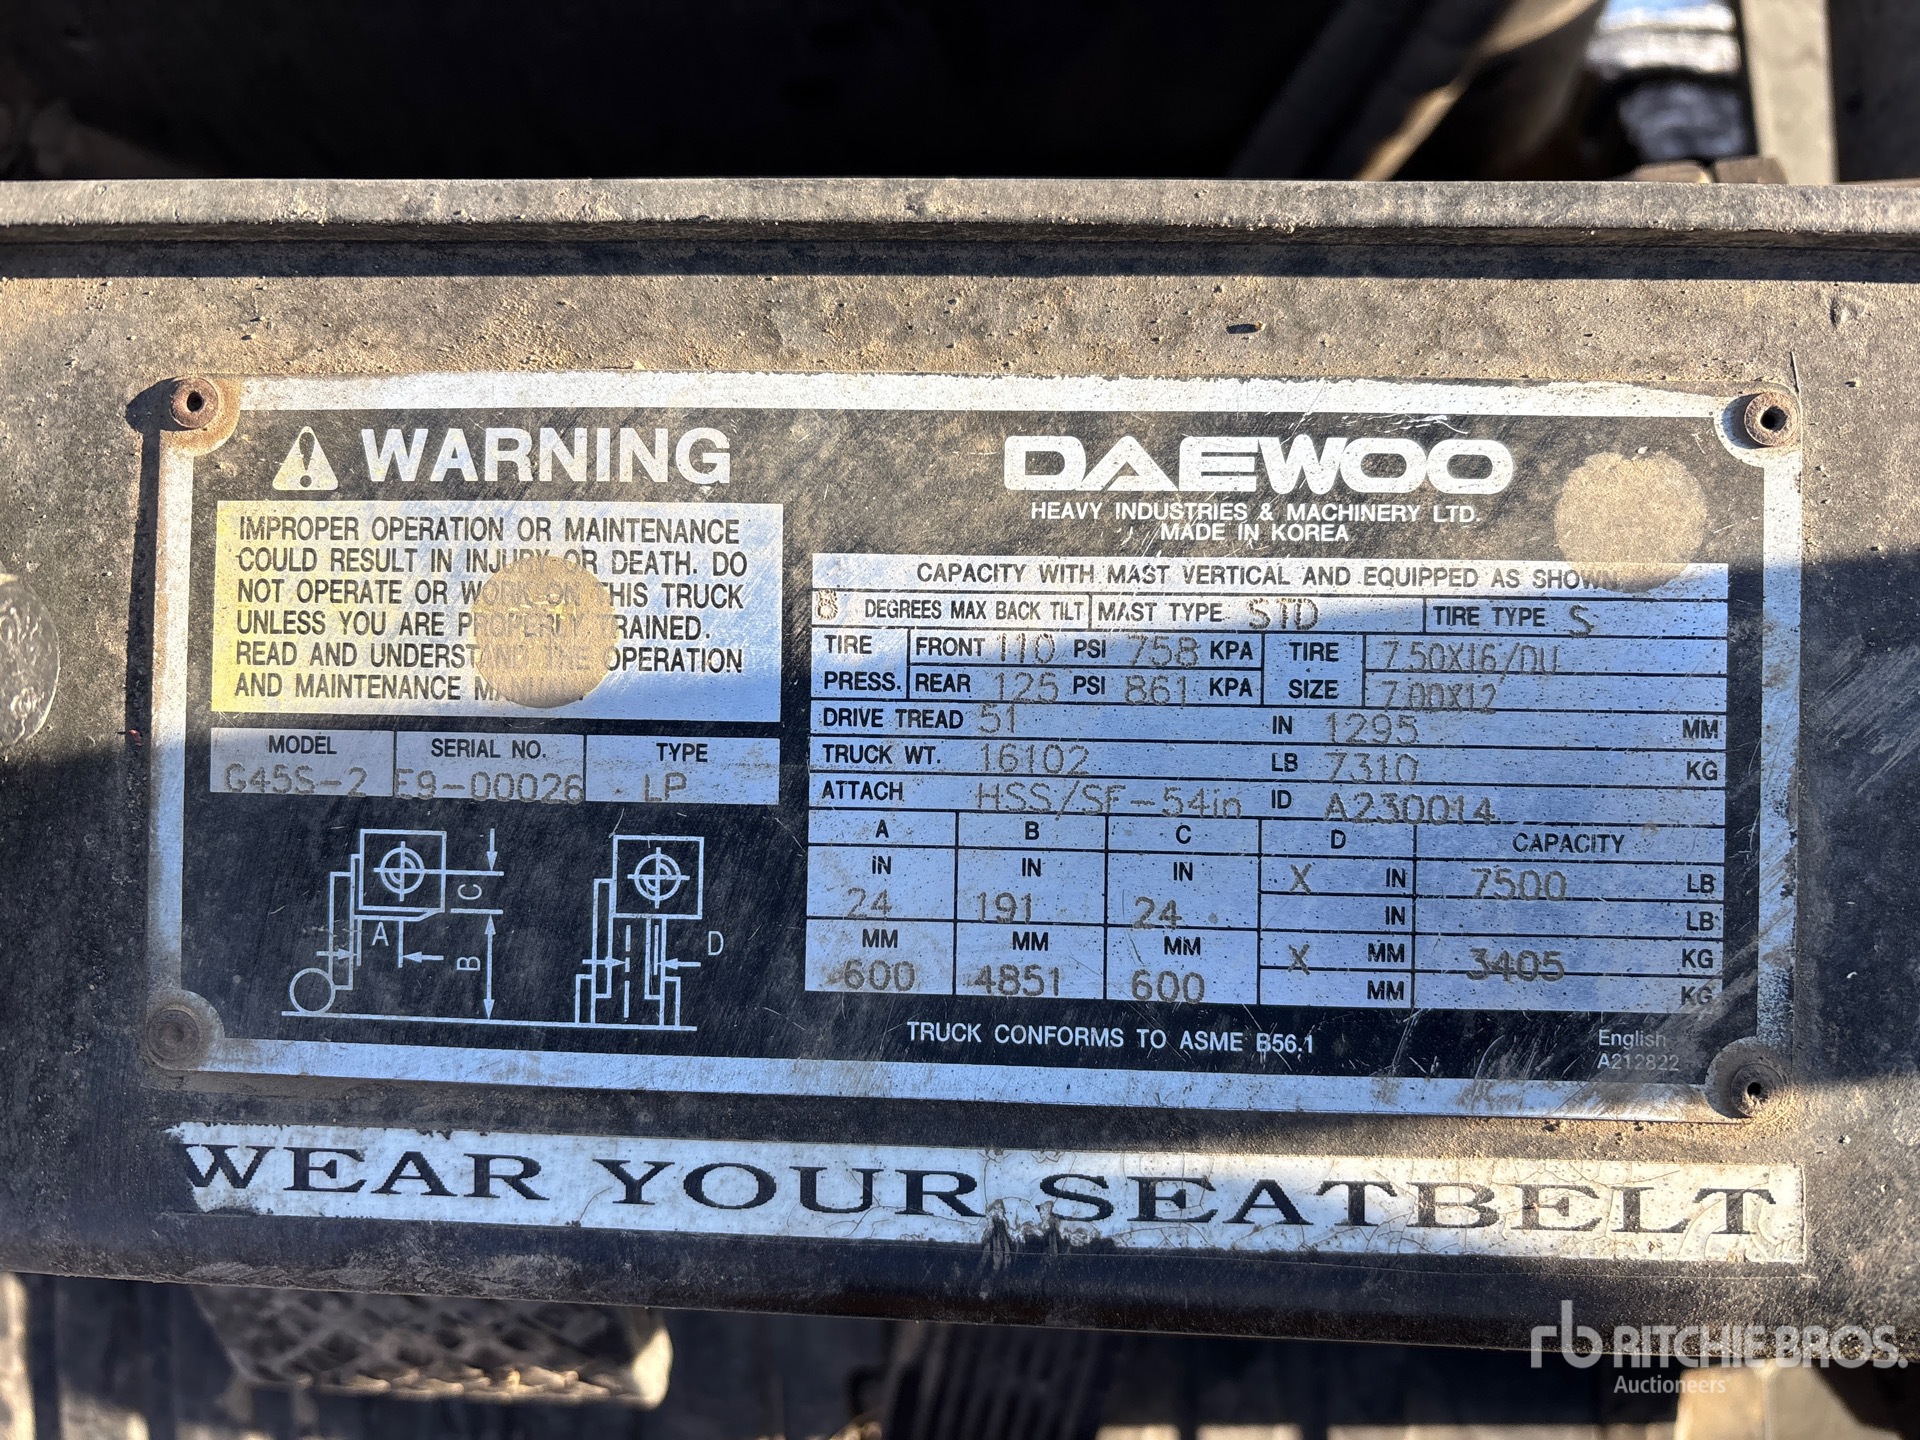 WARNING
IMPROPER OPERATION OR MAINTENANCE
COULD RESULT IN INJURY OR DEATH. DO
NOT OPERATE OR WORK ON THIS TRUCK
UNLESS YOU ARE PROPERLY TRAINED.
READ AND UNDERSTAND THE OPERATION
AND MAINTENANCE MANUAL.
MODEL SERIAL NO. TYPE
G45S-2 E9-00026 LP
C
A
B
D
DAEWOO
HEAVY INDUSTRIES & MACHINERY LTD.
MADE IN KOREA
CAPACITY WITH MAST VERTICAL AND EQUIPPED AS SHOWN
8 DEGREES MAX BACK TILT MAST TYPE STD TIRE TYPE S
TIRE FRONT 110 PSI 758 KPA TIRE 7.50X16/DU
PRESS. REAR 125 PSI 861 KPA SIZE 7.00X12
DRIVE TREAD 51 IN 1295 MM
TRUCK WT. 16102 LB 7310 KG
ATTACH HSS/SF-54in ID A230014
A B C D CAPACITY
IN IN IN X IN 7500 LB
24 191 24 IN LB
MM MM MM X MM 3405 KG
600 4851 600 MM KG
TRUCK CONFORMS TO ASME B56.1
English
A212822
WEAR YOUR SEATBELT
rb RITCHIE BROS.
Auctioneers